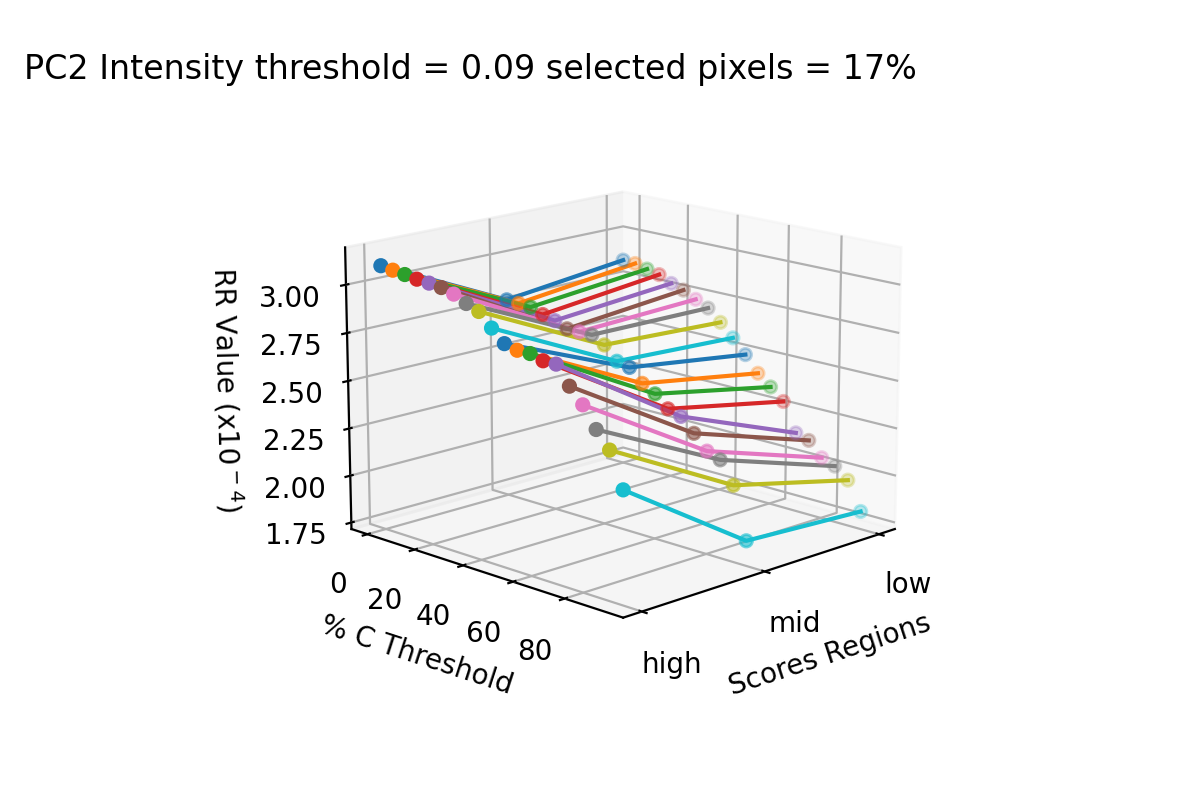 PC2 Intensity threshold = 0.09 selected pixels = 17%
RR Value (x10⁻⁴)
3.00
2.75
2.50
2.25
2.00
1.75
0
20
40
60
80
% C Threshold
high
mid
low
Scores Regions